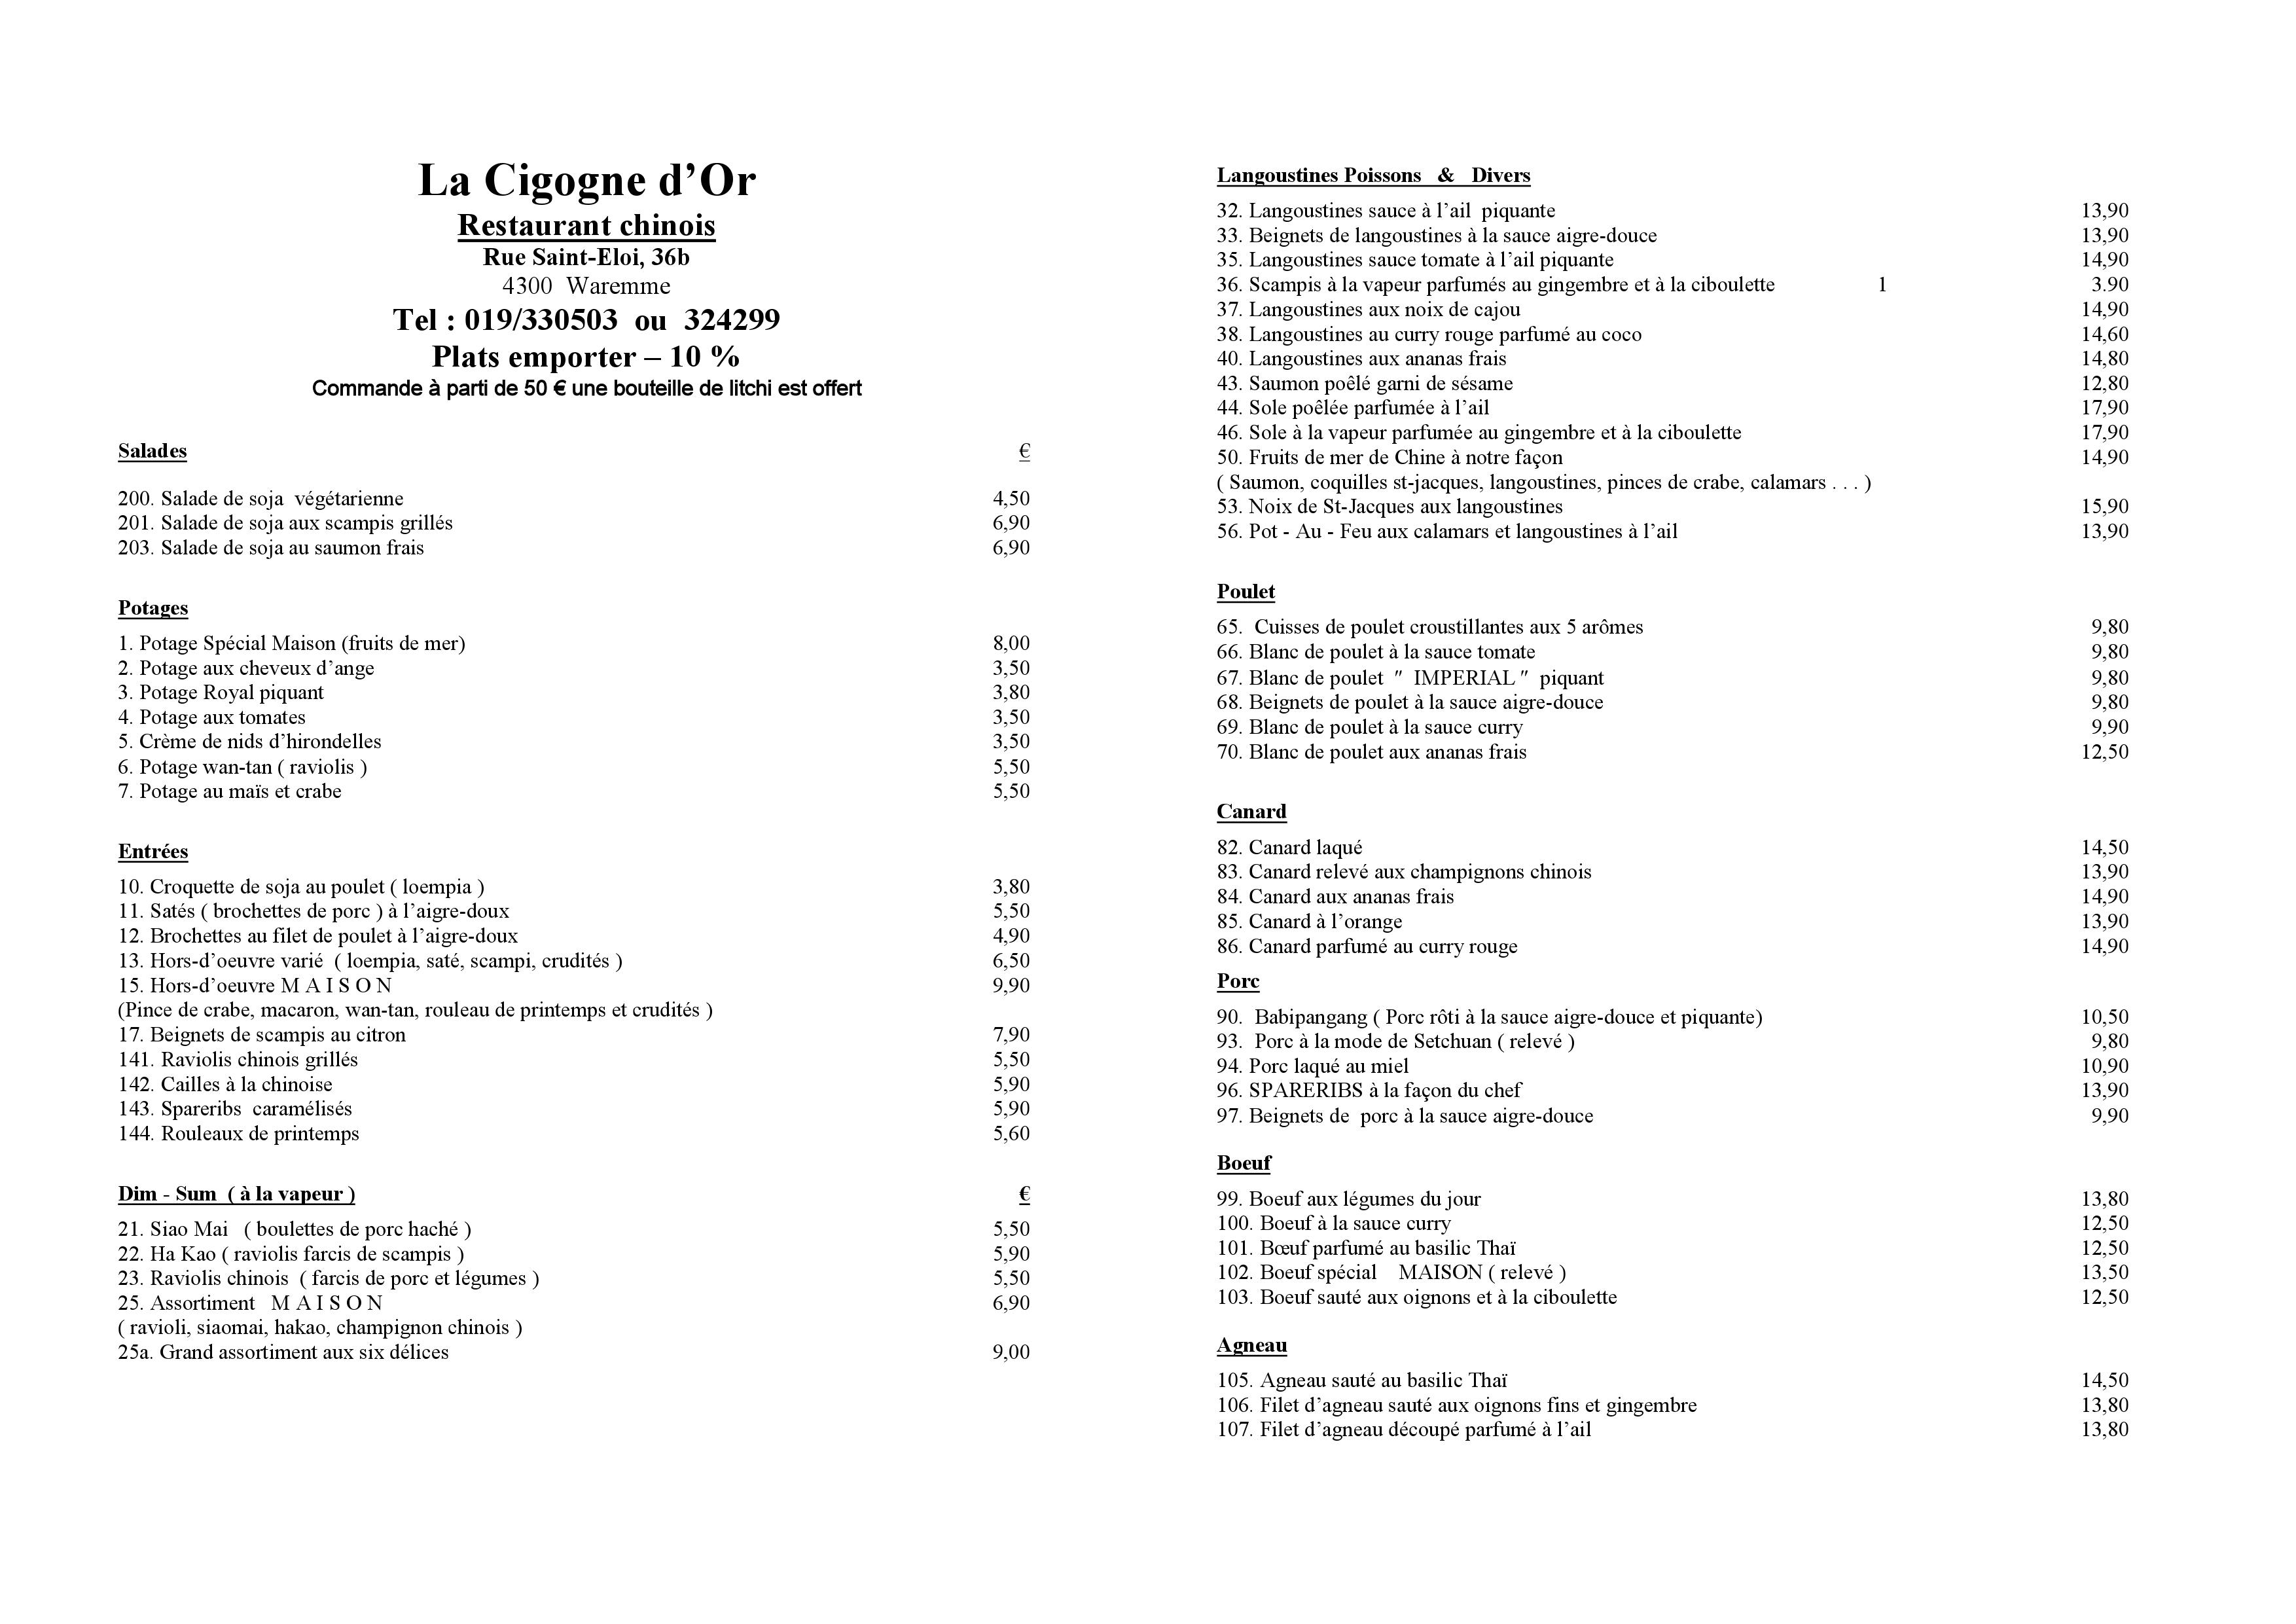 La Cigogne d’Or
Restaurant chinois
Rue Saint-Eloi, 36b
4300 Waremme
Tel : 019/330503 ou 324299
Plats emporter – 10 %
Commande à parti de 50 € une bouteille de litchi est offert
Salades €
200. Salade de soja végétarienne 4,50
201. Salade de soja aux scampis grillés 6,90
203. Salade de soja au saumon frais 6,90
Potages
1. Potage Spécial Maison (fruits de mer) 8,00
2. Potage aux cheveux d’ange 3,50
3. Potage Royal piquant 3,80
4. Potage aux tomates 3,50
5. Crème de nids d’hirondelles 3,50
6. Potage wan-tan ( raviolis ) 5,50
7. Potage au maïs et crabe 5,50
Entrées
10. Croquette de soja au poulet ( loempia ) 3,80
11. Satés ( brochettes de porc ) à l’aigre-doux 5,50
12. Brochettes au filet de poulet à l’aigre-doux 4,90
13. Hors-d’oeuvre varié ( loempia, saté, scampi, crudités ) 6,50
15. Hors-d’oeuvre M A I S O N 9,90
(Pince de crabe, macaron, wan-tan, rouleau de printemps et crudités )
17. Beignets de scampis au citron 7,90
141. Raviolis chinois grillés 5,50
142. Cailles à la chinoise 5,90
143. Spareribs caramélisés 5,90
144. Rouleaux de printemps 5,60
Dim - Sum ( à la vapeur ) €
21. Siao Mai ( boulettes de porc haché ) 5,50
22. Ha Kao ( raviolis farcis de scampis ) 5,90
23. Raviolis chinois ( farcis de porc et légumes ) 5,50
25. Assortiment M A I S O N 6,90
( ravioli, siaomai, hakao, champignon chinois )
25a. Grand assortiment aux six délices 9,00
Langoustines Poissons & Divers
32. Langoustines sauce à l’ail piquante 13,90
33. Beignets de langoustines à la sauce aigre-douce 13,90
35. Langoustines sauce tomate à l’ail piquante 14,90
36. Scampis à la vapeur parfumés au gingembre et à la ciboulette 1 3.90
37. Langoustines aux noix de cajou 14,90
38. Langoustines au curry rouge parfumé au coco 14,60
40. Langoustines aux ananas frais 14,80
43. Saumon poêlé garni de sésame 12,80
44. Sole poêlée parfumée à l’ail 17,90
46. Sole à la vapeur parfumée au gingembre et à la ciboulette 17,90
50. Fruits de mer de Chine à notre façon 14,90
( Saumon, coquilles st-jacques, langoustines, pinces de crabe, calamars . . . )
53. Noix de St-Jacques aux langoustines 15,90
56. Pot - Au - Feu aux calamars et langoustines à l’ail 13,90
Poulet
65. Cuisses de poulet croustillantes aux 5 arômes 9,80
66. Blanc de poulet à la sauce tomate 9,80
67. Blanc de poulet " IMPERIAL " piquant 9,80
68. Beignets de poulet à la sauce aigre-douce 9,80
69. Blanc de poulet à la sauce curry 9,90
70. Blanc de poulet aux ananas frais 12,50
Canard
82. Canard laqué 14,50
83. Canard relevé aux champignons chinois 13,90
84. Canard aux ananas frais 14,90
85. Canard à l’orange 13,90
86. Canard parfumé au curry rouge 14,90
Porc
90. Babipangang ( Porc rôti à la sauce aigre-douce et piquante) 10,50
93. Porc à la mode de Setchuan ( relevé ) 9,80
94. Porc laqué au miel 10,90
96. SPARERIBS à la façon du chef 13,90
97. Beignets de porc à la sauce aigre-douce 9,90
Boeuf
99. Boeuf aux légumes du jour 13,80
100. Boeuf à la sauce curry 12,50
101. Bœuf parfumé au basilic Thaï 12,50
102. Boeuf spécial MAISON ( relevé ) 13,50
103. Boeuf sauté aux oignons et à la ciboulette 12,50
Agneau
105. Agneau sauté au basilic Thaï 14,50
106. Filet d’agneau sauté aux oignons fins et gingembre 13,80
107. Filet d’agneau découpé parfumé à l’ail 13,80